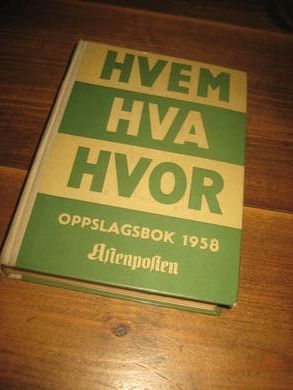 HVEM
HVA
HVOR
OPPSLAGSBOK 1958
Aftenposten